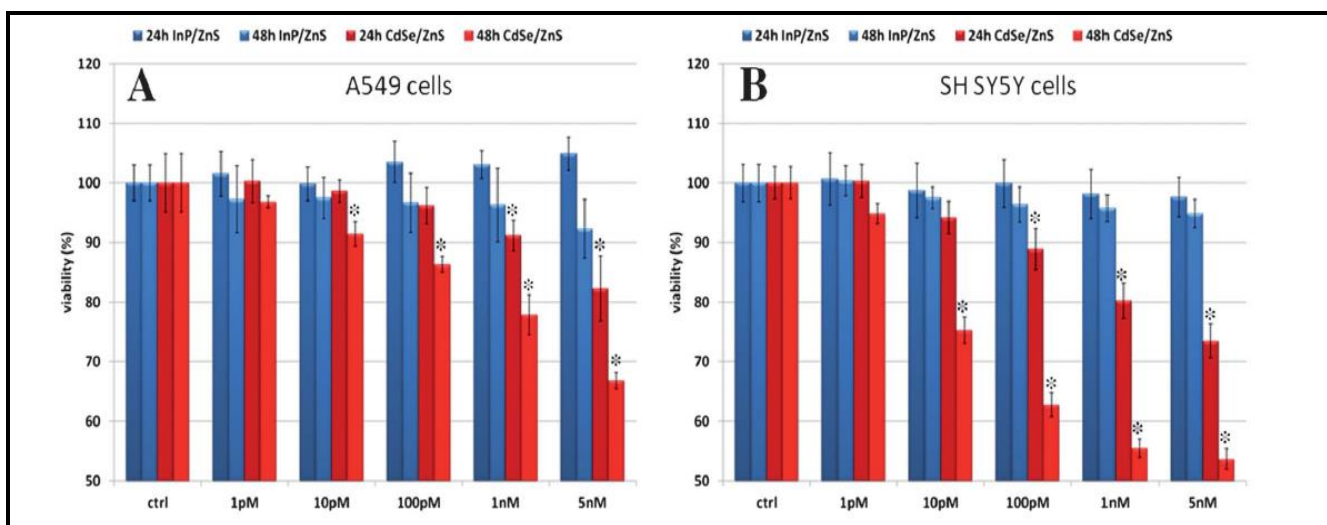 24h InP/ZnS 48h InP/ZnS 24h CdSe/ZnS 48h CdSe/ZnS
A
A549 cells
viability (%)
120
110
100
90
80
70
60
50
* * * * * *
ctrl 1pM 10pM 100pM 1nM 5nM
24h InP/ZnS 48h InP/ZnS 24h CdSe/ZnS 48h CdSe/ZnS
B
SH SY5Y cells
viability (%)
120
110
100
90
80
70
60
50
* * * * * * *
ctrl 1pM 10pM 100pM 1nM 5nM